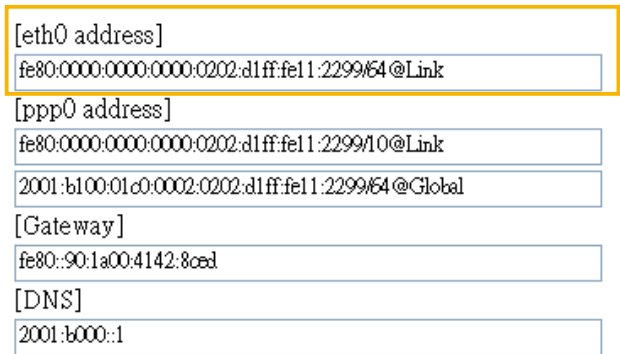 [eth0 address]
fe80:0000:0000:0000:0202:d1ff:fe11:2299/64@Link
[ppp0 address]
fe80:0000:0000:0000:0202:d1ff:fe11:2299/10@Link
2001:b100:01c0:0002:0202:d1ff:fe11:2299/64@Global
[Gateway]
fe80::90:1a00:4142:8ced
[DNS]
2001:b000::1